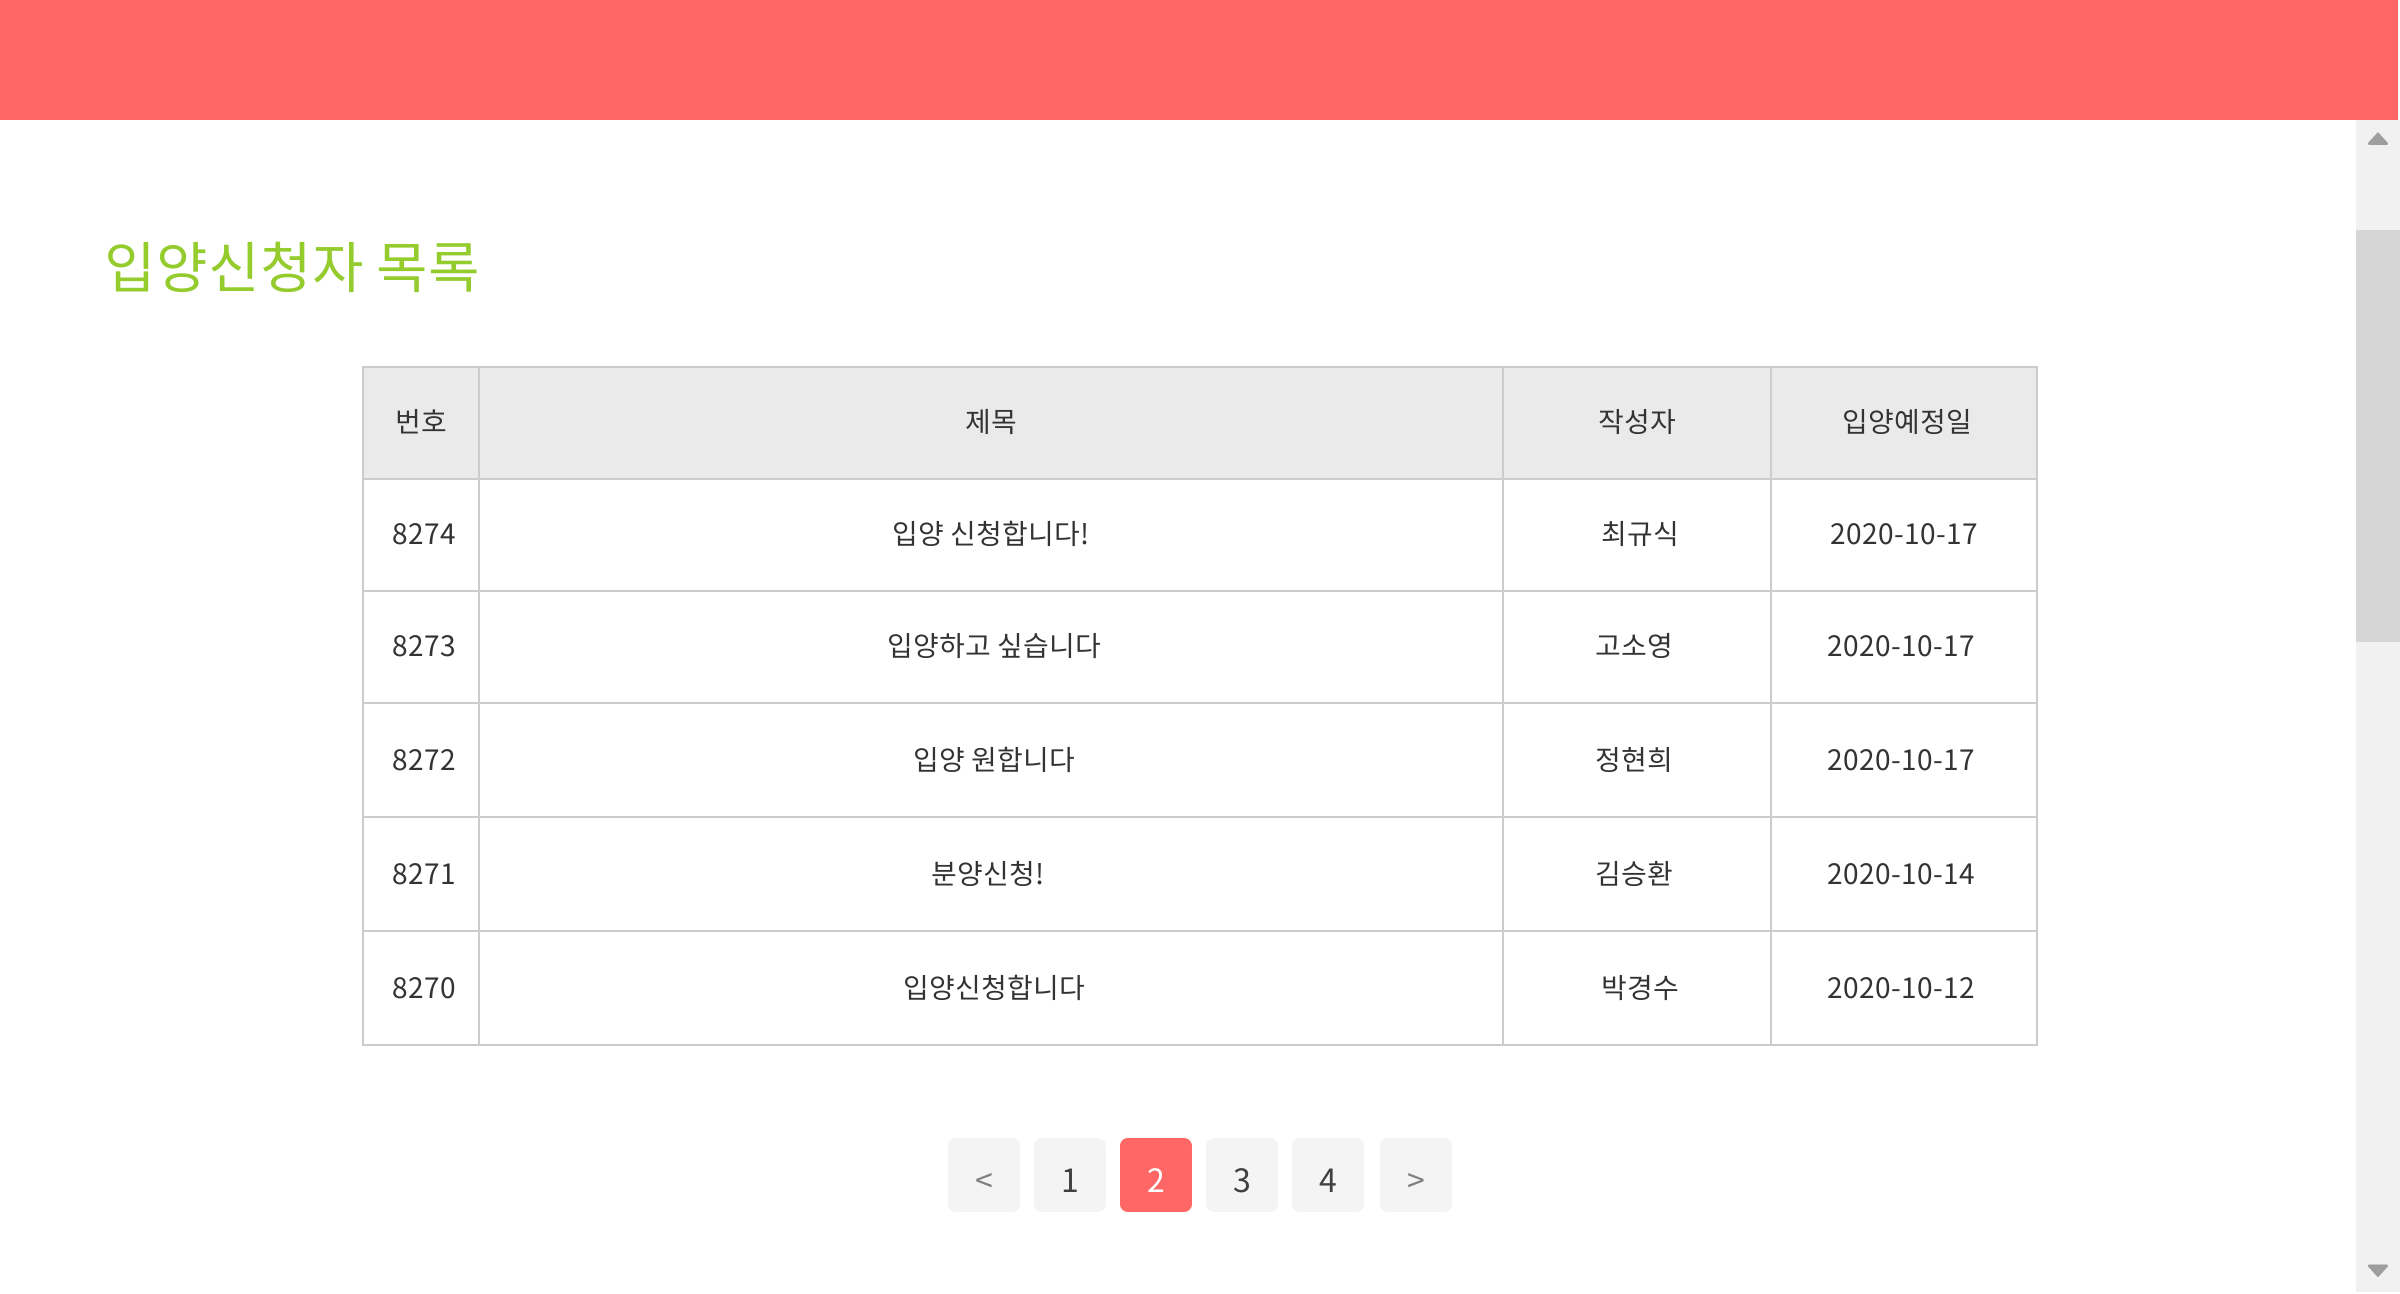 입양신청자 목록
번호 제목 작성자 입양예정일
8274 입양 신청합니다! 최규식 2020-10-17
8273 입양하고 싶습니다 고소영 2020-10-17
8272 입양 원합니다 정현희 2020-10-17
8271 분양신청! 김승환 2020-10-14
8270 입양신청합니다 박경수 2020-10-12
< 1 2 3 4 >